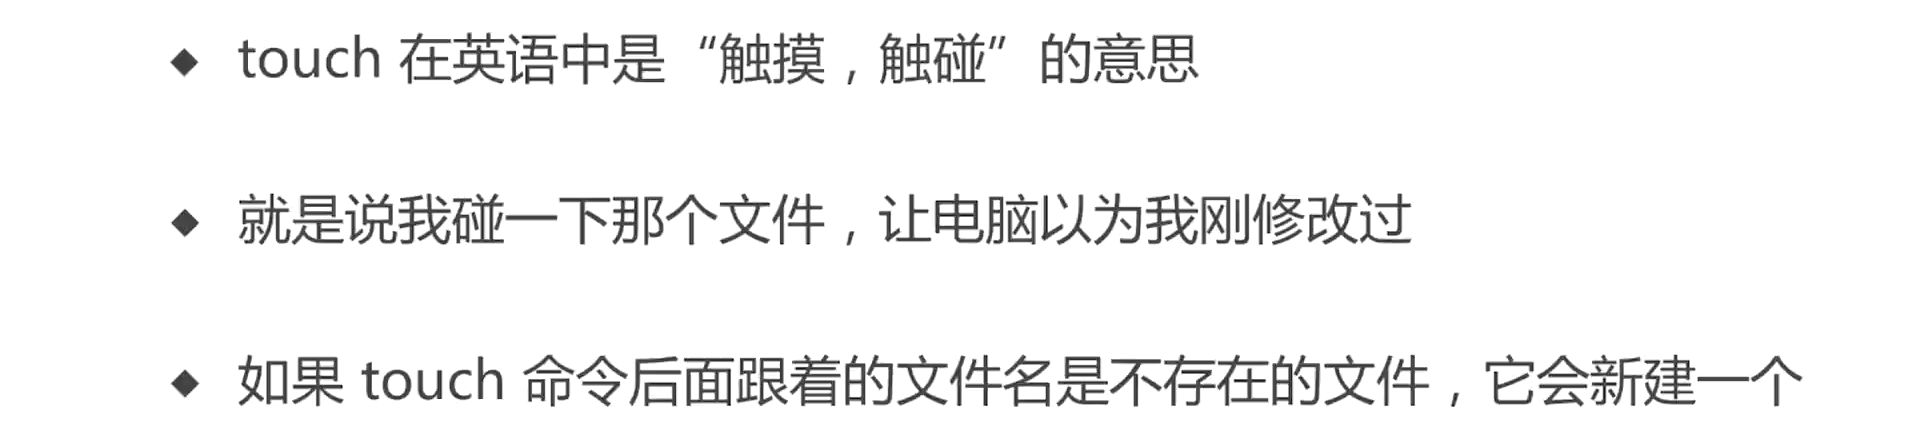 ◆ touch 在英语中是“触摸，触碰”的意思
◆ 就是说我碰一下那个文件，让电脑以为我刚修改过
◆ 如果 touch 命令后面跟着的文件名是不存在的文件，它会新建一个